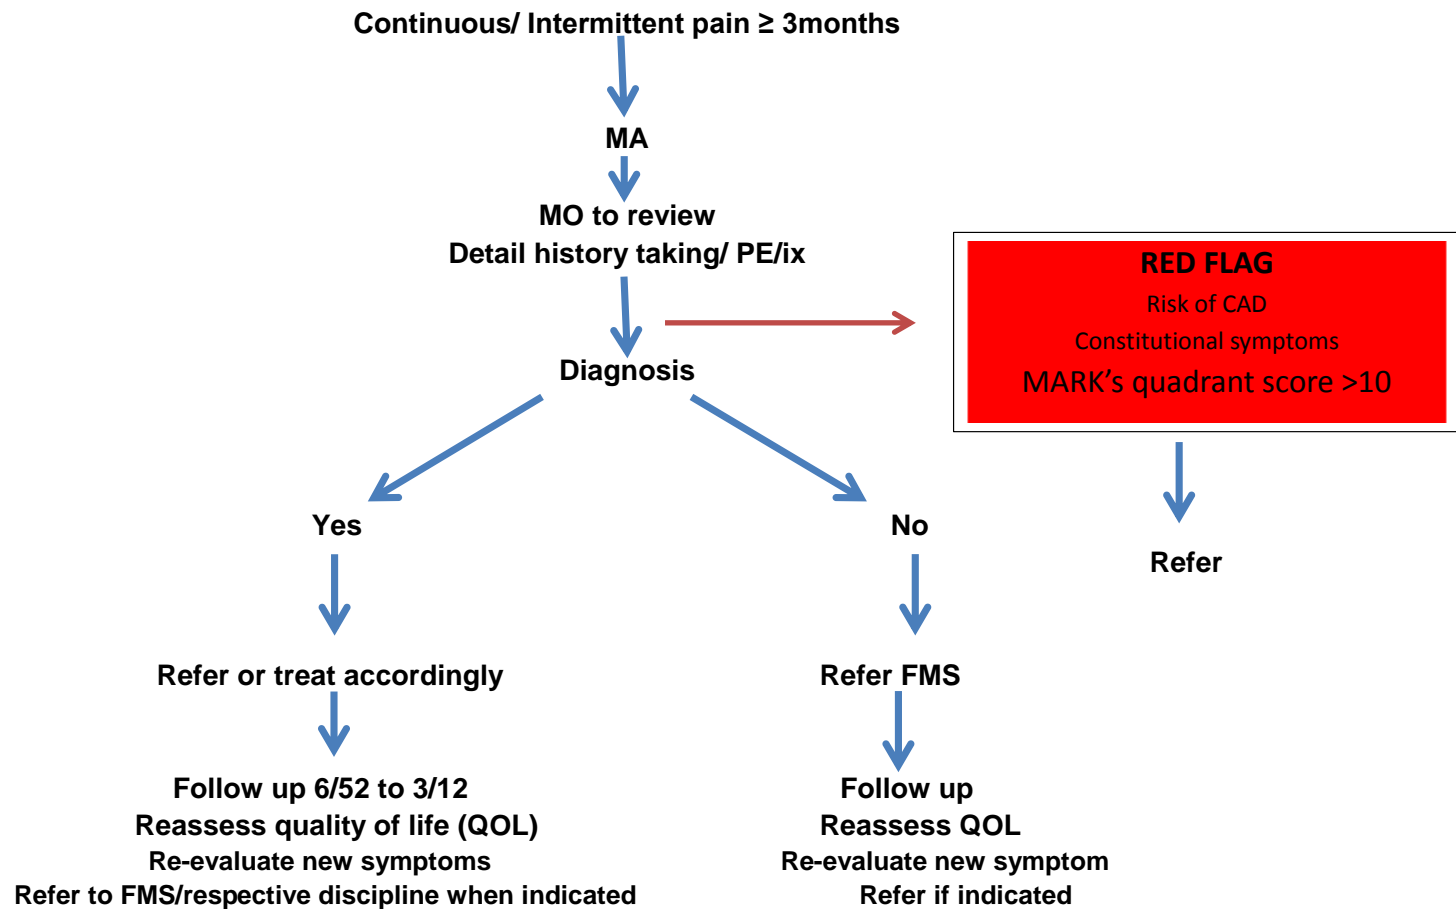 Continuous/ Intermittent pain ≥ 3months
MA
MO to review
Detail history taking/ PE/ix
RED FLAG
Risk of CAD
Constitutional symptoms
MARK’s quadrant score >10
Diagnosis
Yes
No
Refer
Refer or treat accordingly
Refer FMS
Follow up 6/52 to 3/12
Reassess quality of life (QOL)
Re-evaluate new symptoms
Refer to FMS/respective discipline when indicated
Follow up
Reassess QOL
Re-evaluate new symptom
Refer if indicated